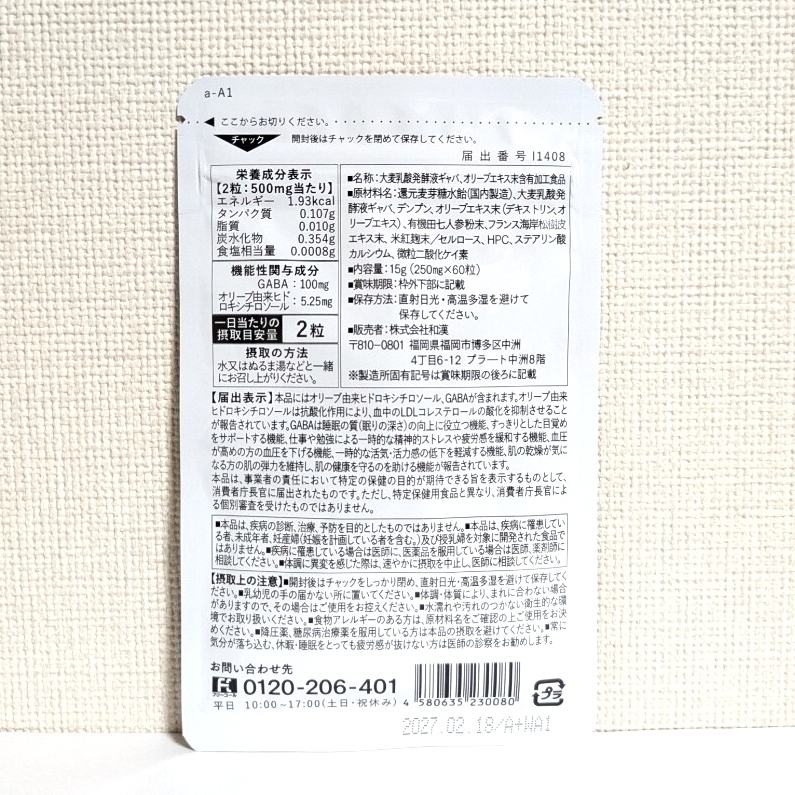 a-A1
◀ ここからお切りください。
チャック 開封後はチャックを閉めて保存してください。
届出番号 I1408
栄養成分表示
【2粒：500mg当たり】
エネルギー 1.93kcal
タンパク質 0.107g
脂質 0.010g
炭水化物 0.354g
食塩相当量 0.0008g
機能性関与成分
GABA：100mg
オリーブ由来ヒド
ロキシチロソール：5.25mg
一日当たりの
摂取目安量 2粒
摂取の方法
水又はぬるま湯などと一緒
にお召し上がりください。
■名称：大麦乳酸発酵液ギャバ、オリーブエキス末含有加工食品
■原材料名：還元麦芽糖水飴（国内製造）、大麦乳酸発
酵液ギャバ、デンプン、オリーブエキス末（デキストリン、オ
リーブエキス）、有機田七人参粉末、フランス海岸松樹皮
エキス末、米紅麹末／セルロース、HPC、ステアリン酸
カルシウム、微粒二酸化ケイ素
■内容量：15g（250mg×60粒）
■賞味期限：枠外下部に記載
■保存方法：直射日光・高温多湿を避けて
保存してください。
■販売者：株式会社和漢
〒810-0801 福岡県福岡市博多区中洲
4丁目6-12 プラート中洲8階
※製造所固有記号は賞味期限の後ろに記載
【届出表示】本品にはオリーブ由来ヒドロキシチロソール、GABAが含まれます。オリーブ由来
ヒドロキシチロソールは抗酸化作用により、血中のLDLコレステロールの酸化を抑制させること
が報告されています。GABAは睡眠の質（眠りの深さ）の向上に役立つ機能、すっきりとした目覚め
をサポートする機能、仕事や勉強による一時的な精神的ストレスや疲労感を緩和する機能、血圧
が高めの方の血圧を下げる機能、一時的な活気・活力感の低下を軽減する機能、肌の乾燥が気に
なる方の肌の弾力を維持し、肌の健康を守るのを助ける機能が報告されています。
本品は、事業者の責任において特定の保健の目的が期待できる旨を表示するものとして、
消費者庁長官に届出されたものです。ただし、特定保健用食品と異なり、消費者庁長官によ
る個別審査を受けたものではありません。
■本品は、疾病の診断、治療、予防を目的としたものではありません。■本品は、疾病に罹患してい
る者、未成年者、妊産婦（妊娠を計画している者を含む。）及び授乳婦を対象に開発された食品で
はありません。■疾病に罹患している場合は医師に、医薬品を服用している場合は医師、薬剤師に
相談してください。■体調に異変を感じた際は、速やかに摂取を中止し、医師に相談してください。
【摂取上の注意】■開封後はチャックをしっかり閉め、直射日光・高温多湿を避けて保存してく
ださい。■乳幼児の手の届かない所に置いてください。■体調・体質により、まれに合わない場合
がありますので、その場合はご使用をお控えください。■水濡れや汚れのつかない衛生的な環
境でお取り扱いください。■食物アレルギーのある方は、原材料名をご確認の上ご使用をお決
めください。■降圧薬、糖尿病治療薬を服用している方は本品の摂取を避けてください。■常に
気分が落ち込む、休暇・睡眠をとっても疲労感が抜けない方は医師の診察をお勧めします。
お問い合わせ先
フリーコール 0120-206-401
平日 10:00～17:00（土日・祝休み）
4 580635 230080
プラ
2027.02.18/A+WA1